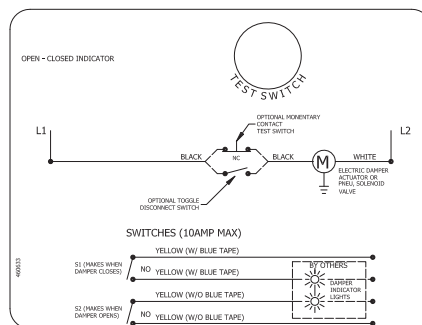 OPEN - CLOSED INDICATOR
TEST SWITCH
OPTIONAL MONENTARY
CONTACT
TEST SWITCH
L1
L2
BLACK
NC
BLACK
M
WHITE
ELECTRIC DAMPER
ACTUATOR OR
PNEU, SOLENOID
VALVE
OPTIONAL TOGGLE
DISCONNECT SWITCH
SWITCHES (10AMP MAX)
YELLOW (W/ BLUE TAPE)
S1 (MAKES WHEN
DAMPER CLOSES)
NO
YELLOW (W/ BLUE TAPE)
BY OTHERS
DAMPER
INDICATOR
LIGHTS
YELLOW (W/O BLUE TAPE)
S2 (MAKES WHEN
DAMPER OPENS)
NO
YELLOW (W/O BLUE TAPE)
460633